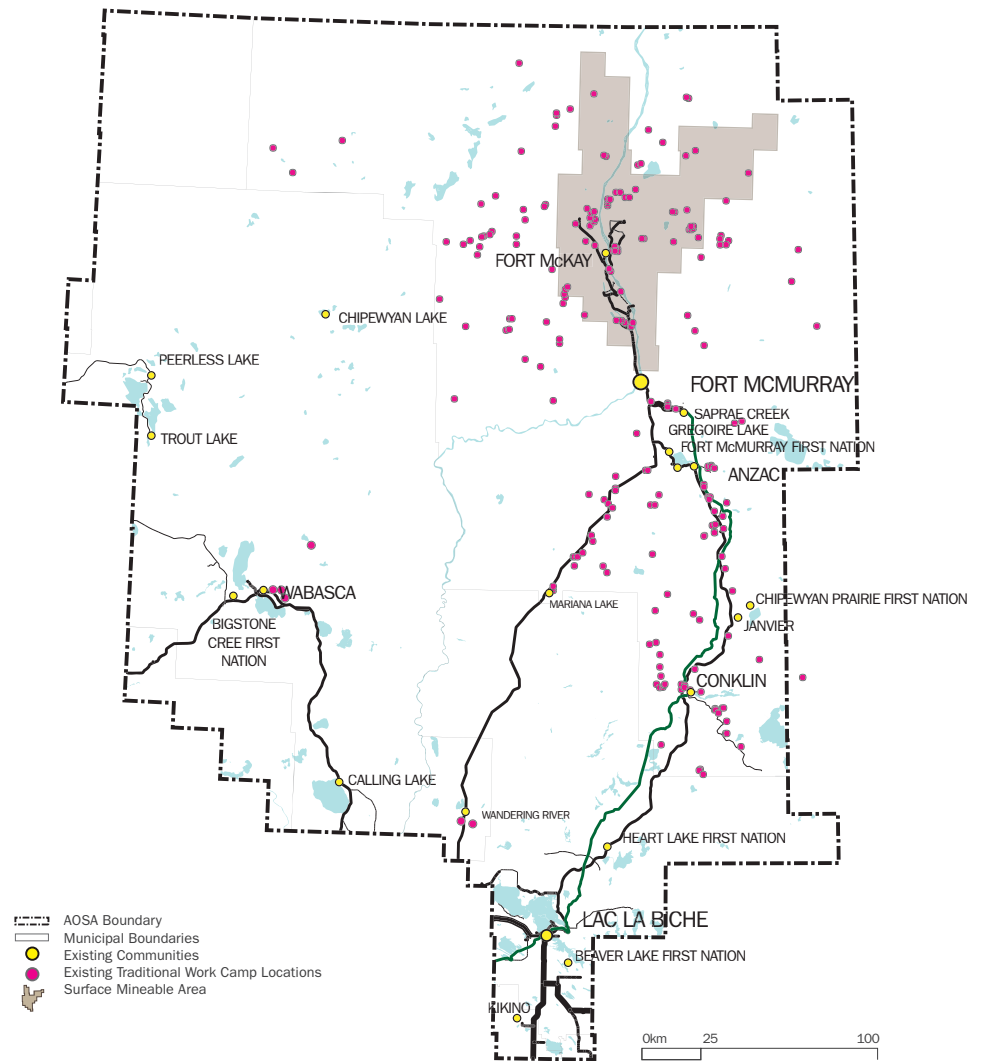 FORT McKAY
CHIPEWYAN LAKE
PEERLESS LAKE
FORT MCMURRAY
SAPRAE CREEK
TROUT LAKE
GREGOIRE LAKE
FORT McMURRAY FIRST NATION
ANZAC
WABASCA
MARIANA LAKE
CHIPEWYAN PRAIRIE FIRST NATION
BIGSTONE
CREE FIRST
NATION
JANVIER
CONKLIN
CALLING LAKE
WANDERING RIVER
HEART LAKE FIRST NATION
LAC LA BICHE
BEAVER LAKE FIRST NATION
KIKINO
AOSA Boundary
Municipal Boundaries
Existing Communities
Existing Traditional Work Camp Locations
Surface Mineable Area
0km 25 100